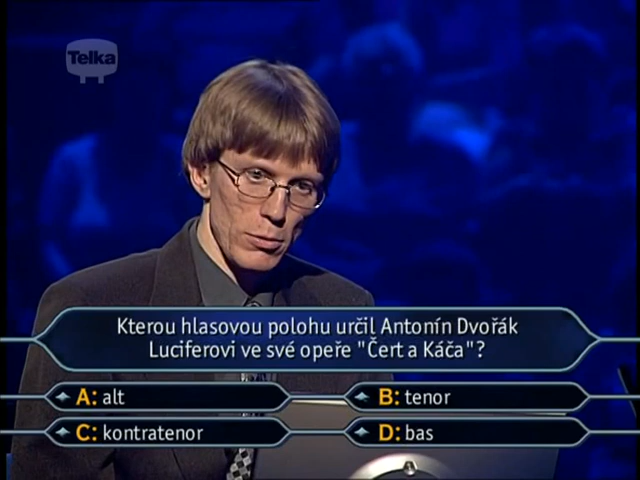 Telka
Kterou hlasovou polohu určil Antonín Dvořák
Luciferovi ve své opeře "Čert a Káča"?
A: alt
B: tenor
C: kontratenor
D: bas